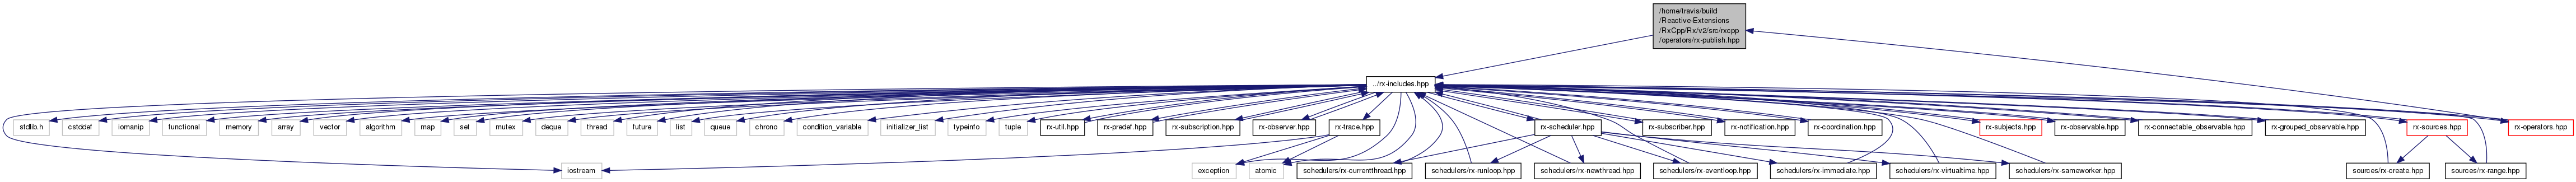 /home/travis/build
/Reactive-Extensions
/RxCpp/Rx/v2/src/rxcpp
/operators/rx-publish.hpp
../rx-includes.hpp
stdlib.h
cstddef
iomanip
functional
memory
array
vector
algorithm
map
set
mutex
deque
thread
future
list
queue
chrono
condition_variable
initializer_list
typeinfo
tuple
rx-util.hpp
rx-predef.hpp
rx-subscription.hpp
rx-observer.hpp
rx-trace.hpp
rx-scheduler.hpp
rx-subscriber.hpp
rx-notification.hpp
rx-coordination.hpp
rx-subjects.hpp
rx-observable.hpp
rx-connectable_observable.hpp
rx-grouped_observable.hpp
rx-sources.hpp
rx-operators.hpp
iostream
exception
atomic
schedulers/rx-currentthread.hpp
schedulers/rx-runloop.hpp
schedulers/rx-newthread.hpp
schedulers/rx-eventloop.hpp
schedulers/rx-immediate.hpp
schedulers/rx-virtualtime.hpp
schedulers/rx-sameworker.hpp
sources/rx-create.hpp
sources/rx-range.hpp